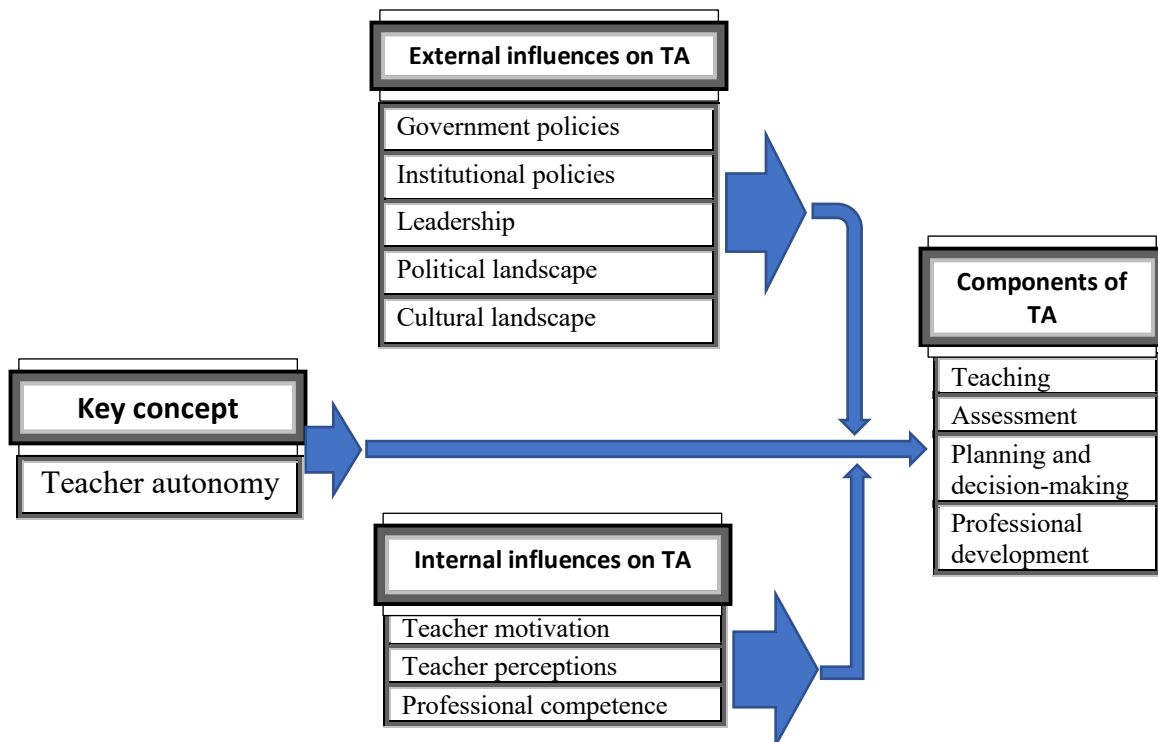 External influences on TA
Government policies
Institutional policies
Leadership
Political landscape
Cultural landscape
Key concept
Teacher autonomy
Internal influences on TA
Teacher motivation
Teacher perceptions
Professional competence
Components of
TA
Teaching
Assessment
Planning and
decision-making
Professional
development